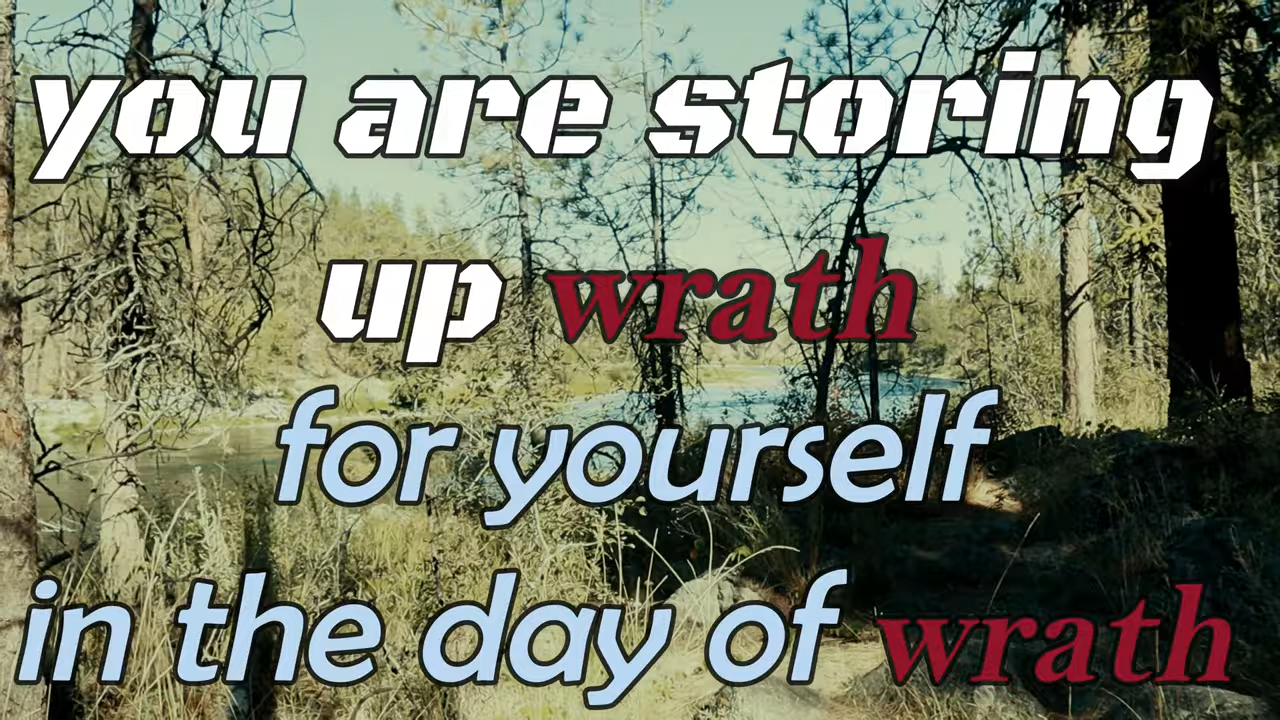 you are storing
up wrath
for yourself
in the day of wrath